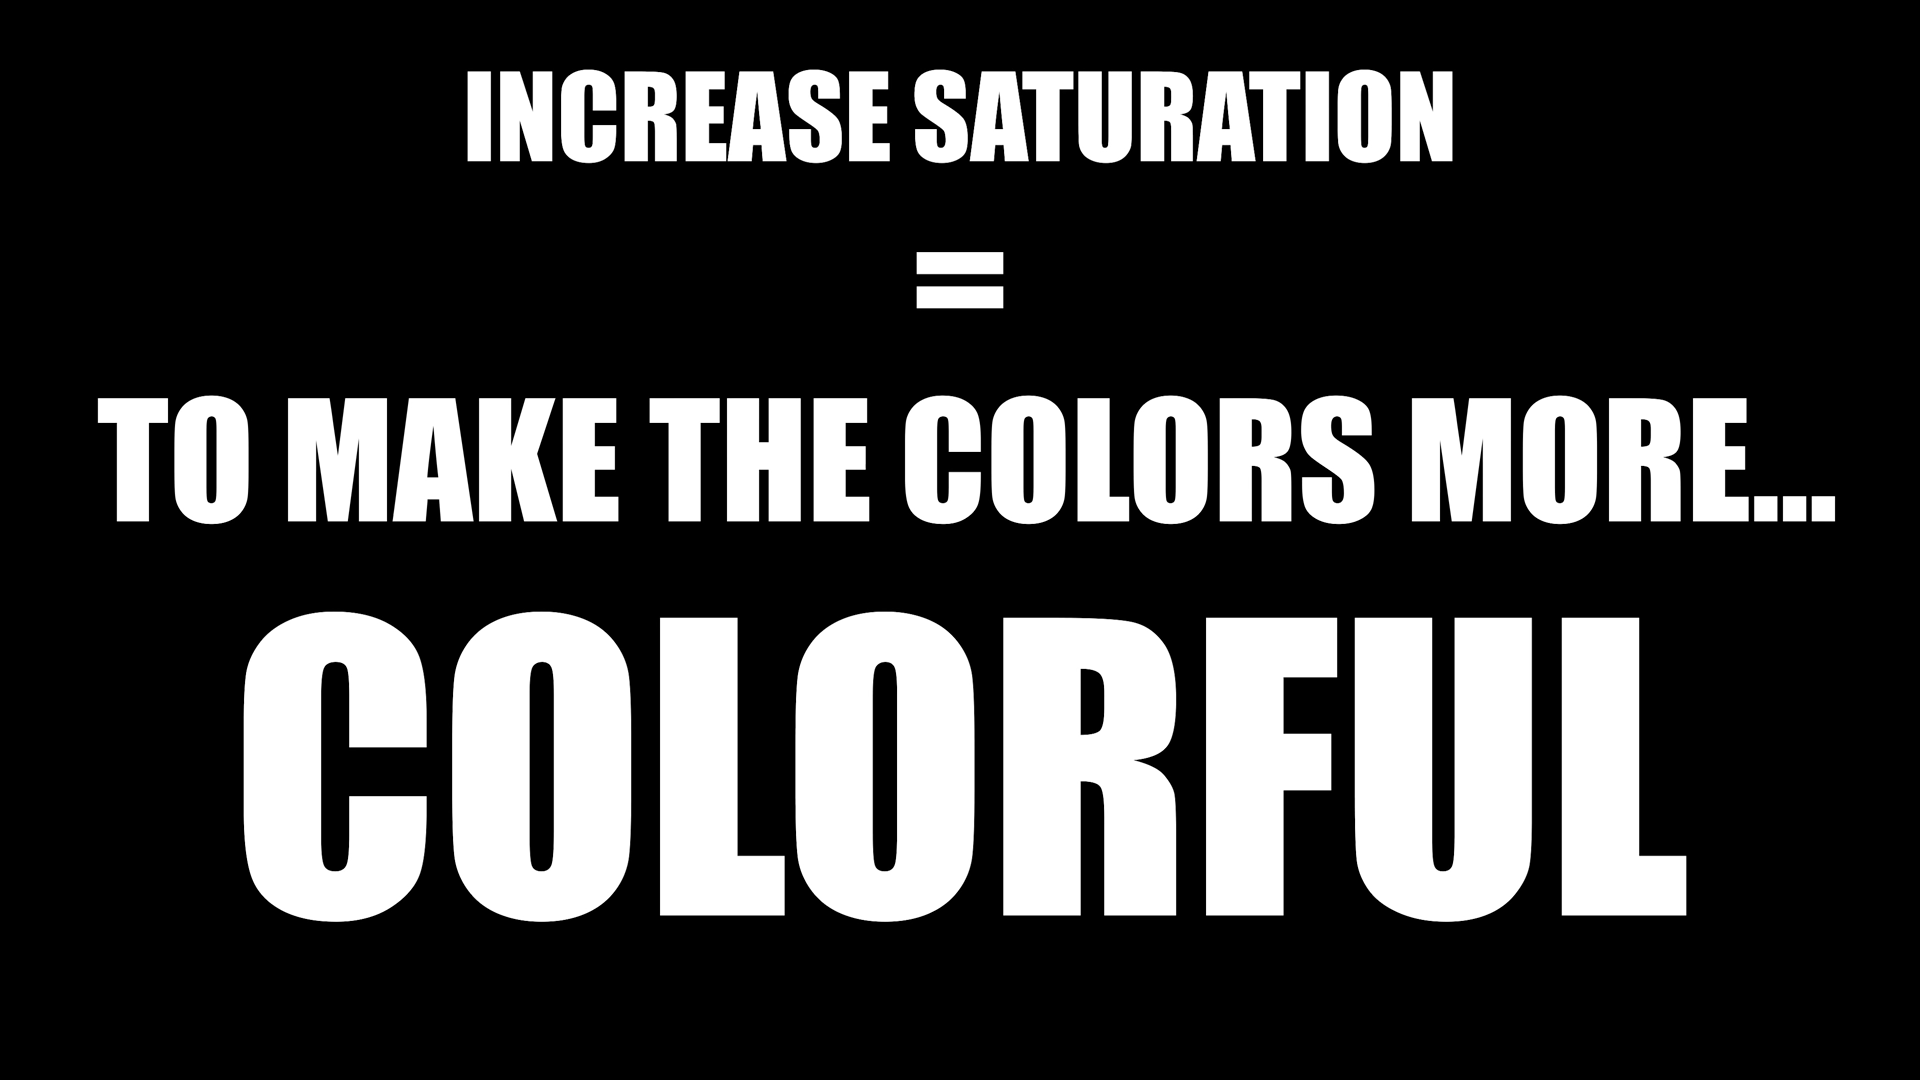 INCREASE SATURATION
=
TO MAKE THE COLORS MORE...
COLORFUL